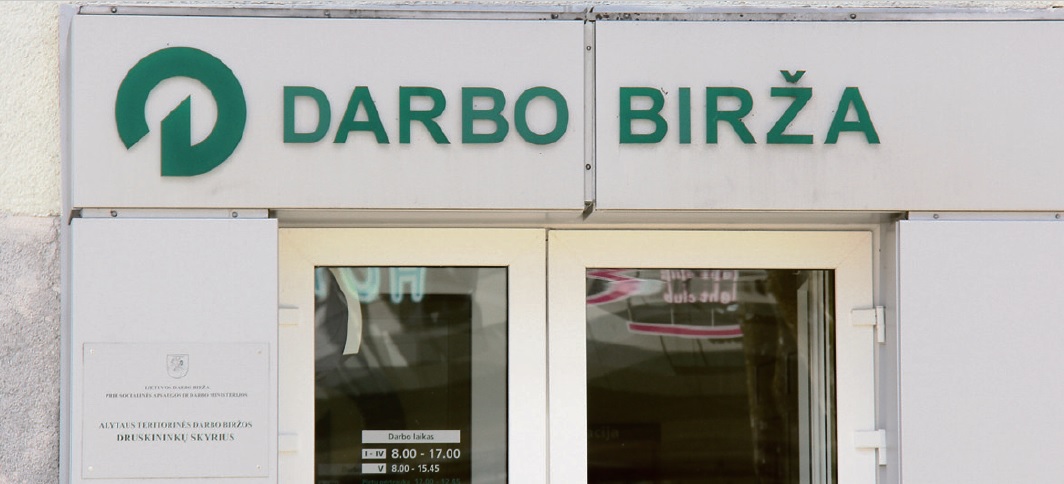 DARBO BIRŽA
LIETUVOS DARBO BIRŽA
PRIE SOCIALINĖS APSAUGOS IR DARBO MINISTERIJOS
ALYTAUS TERITORINĖS DARBO BIRŽOS
DRUSKININKŲ SKYRIUS
Darbo laikas
I - IV 8.00 - 17.00
V 8.00 - 15.45